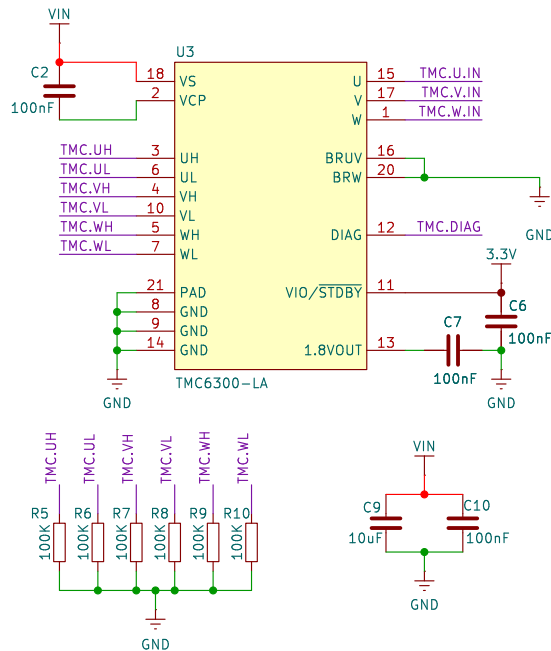 VIN
U3
C2
100nF
18 VS
2 VCP
TMC.UH 3 UH
TMC.UL 6 UL
TMC.VH 4 VH
TMC.VL 10 VL
TMC.WH 5 WH
TMC.WL 7 WL
21 PAD
8 GND
9 GND
14 GND
GND
U 15 TMC.U.IN
V 17 TMC.V.IN
W 1 TMC.W.IN
BRUV 16
BRW 20
GND
DIAG 12 TMC.DIAG
3.3V
VIO/STDBY 11
C6
100nF
C7
100nF
1.8VOUT 13
GND
TMC6300-LA
TMC.UH
TMC.UL
TMC.VH
TMC.VL
TMC.WH
TMC.WL
R5
100K
R6
100K
R7
100K
R8
100K
R9
100K
R10
100K
GND
VIN
C9
10uF
C10
100nF
GND